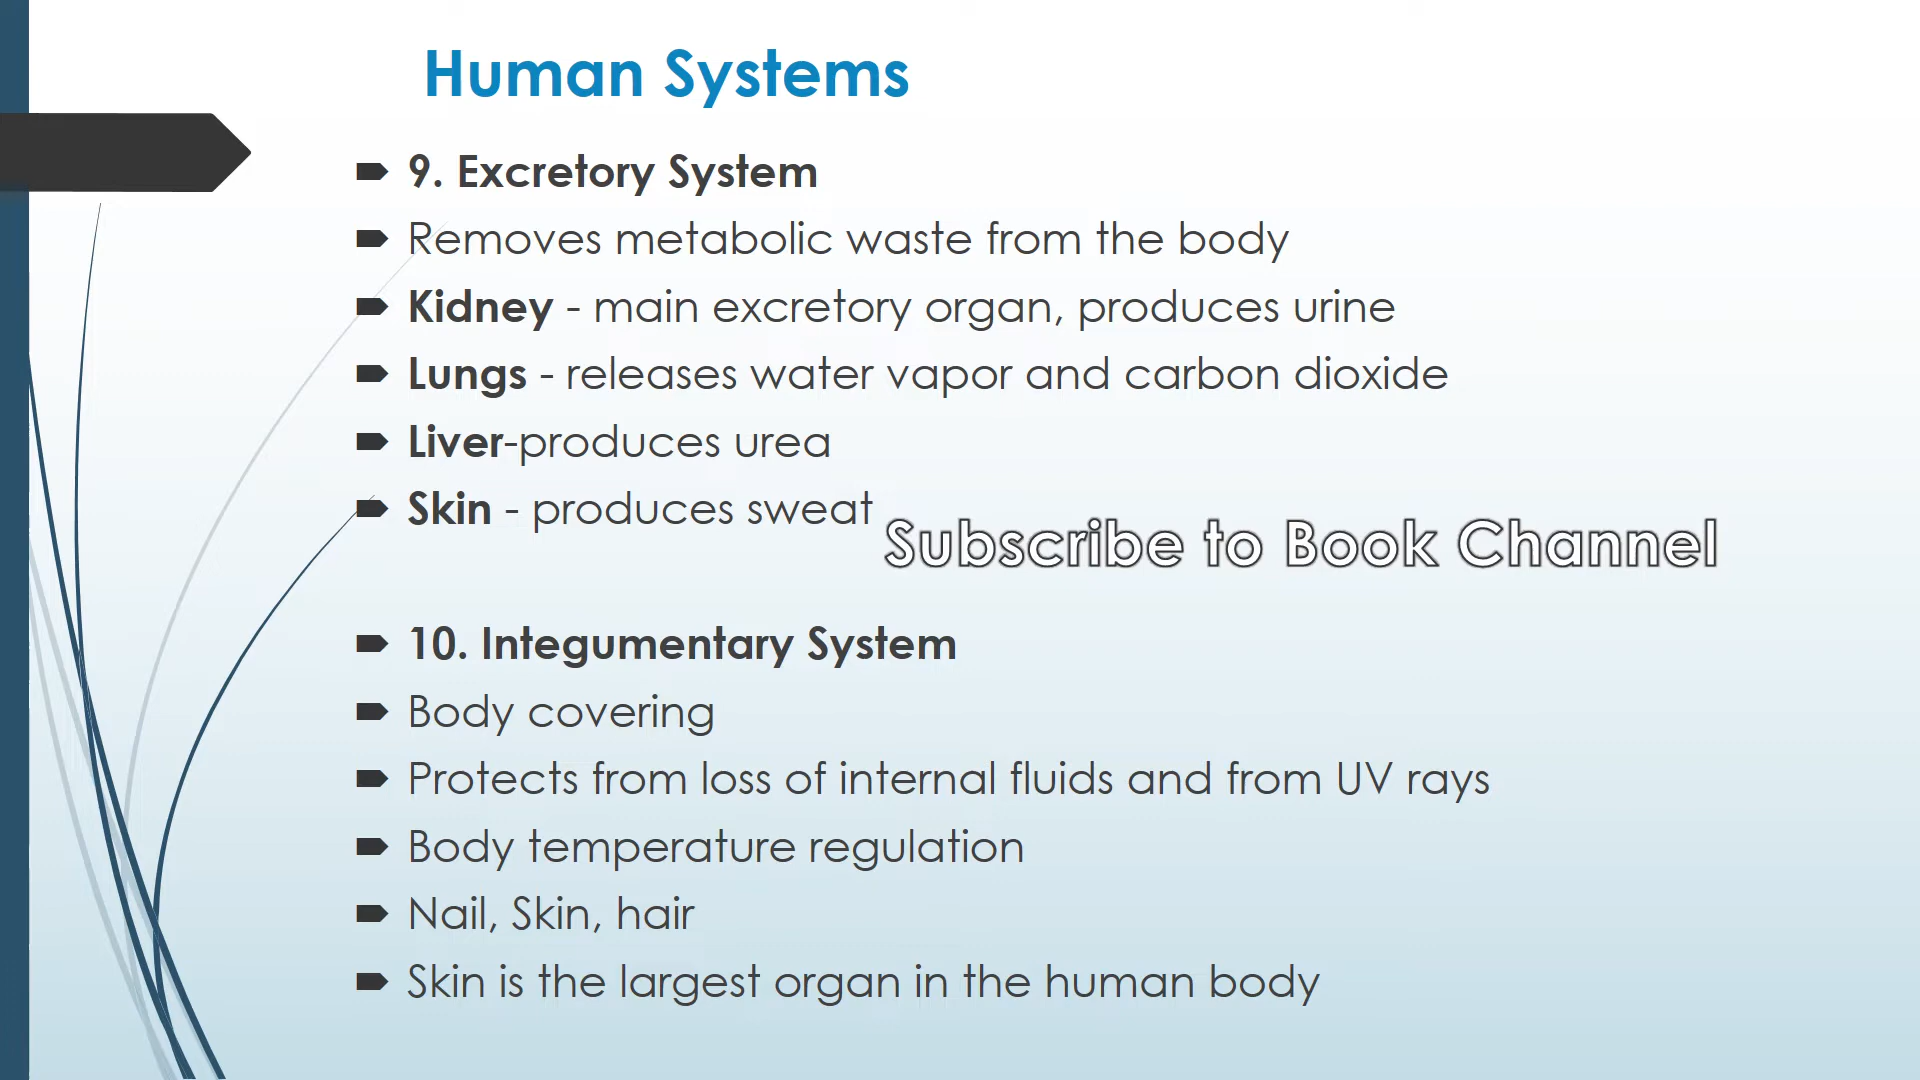 Human Systems
9. Excretory System
Removes metabolic waste from the body
Kidney - main excretory organ, produces urine
Lungs - releases water vapor and carbon dioxide
Liver-produces urea
Skin - produces sweat
Subscribe to Book Channel
10. Integumentary System
Body covering
Protects from loss of internal fluids and from UV rays
Body temperature regulation
Nail, Skin, hair
Skin is the largest organ in the human body